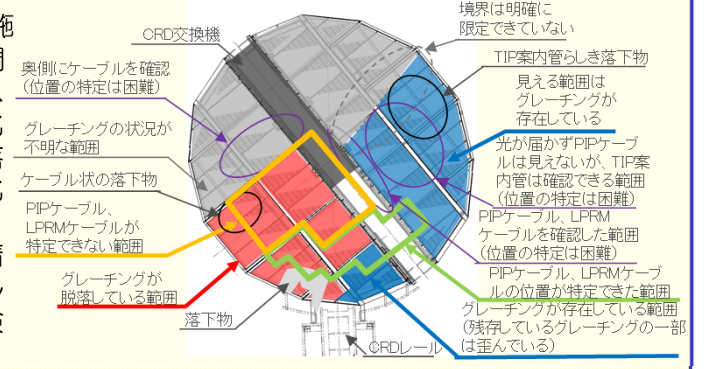 境界は明確に
限定できていない
CRD交換機
TIP案内管らしき落下物
奥側にケーブルを確認
(位置の特定は困難)
見える範囲は
グレーチングが
存在している
グレーチングの状況が
不明な範囲
光が届かずPIPケーブ
ルは見えないが、TIP案
内管は確認できる範囲
(位置の特定は困難)
ケーブル状の落下物
PIPケーブル、
LPRMケーブルが
特定できない範囲
PIPケーブル、LPRM
ケーブルを確認した範囲
(位置の特定は困難)
PIPケーブル、LPRMケーブ
ルの位置が特定できた範囲
グレーチングが
脱落している範囲
グレーチングが存在している範囲
(残存しているグレーチングの一部
は歪んでいる)
落下物
CRDレール
施